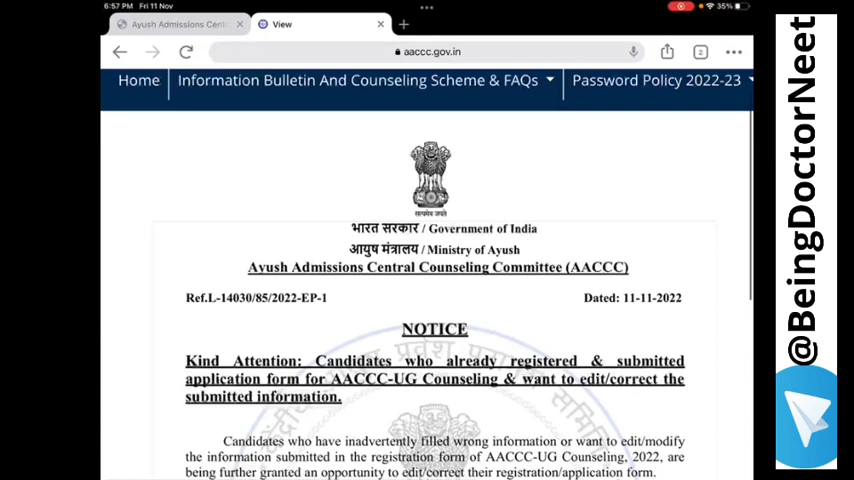 6:57 PM Fri 11 Nov
35%
Ayush Admissions Cent
View
aaccc.gov.in
2
Home
Information Bulletin And Counseling Scheme & FAQs
Password Policy 2022-23
सत्यमेव जयते
भारत सरकार / Government of India
आयुष मंत्रालय / Ministry of Ayush
Ayush Admissions Central Counseling Committee (AACCC)
Ref.L-14030/85/2022-EP-1
Dated: 11-11-2022
NOTICE
Kind Attention: Candidates who already registered & submitted
application form for AACCC-UG Counseling & want to edit/correct the
submitted information.
Candidates who have inadvertently filled wrong information or want to edit/modify
the information submitted in the registration form of AACCC-UG Counseling, 2022, are
being further granted an opportunity to edit/correct their registration/application form.
@BeingDoctorNeet